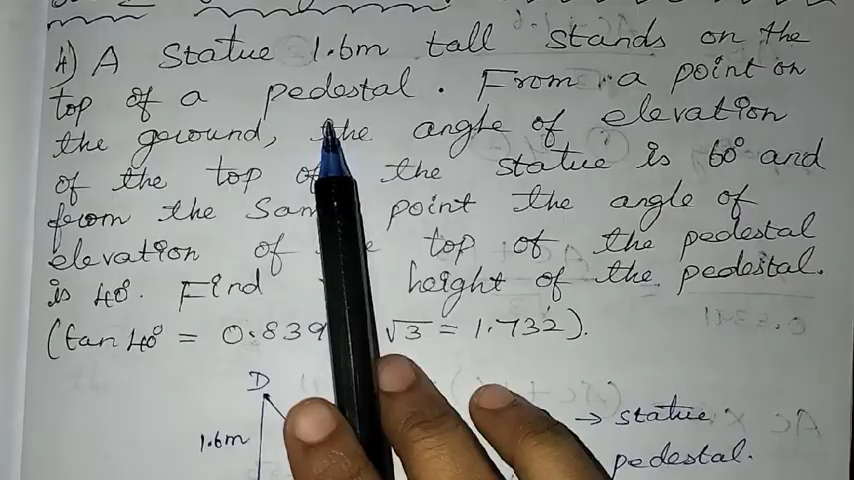 4) A Statue 1.6m tall stands on the
top of a pedestal. From a point on
the ground, the angle of elevation
of the top of the statue is 60° and
from the same point the angle of
elevation of the top of the pedestal
is 40°. Find height of the pedestal.
(tan 40° = 0.839 √3 = 1.732).
D
1.6m
→ statue
pedestal.